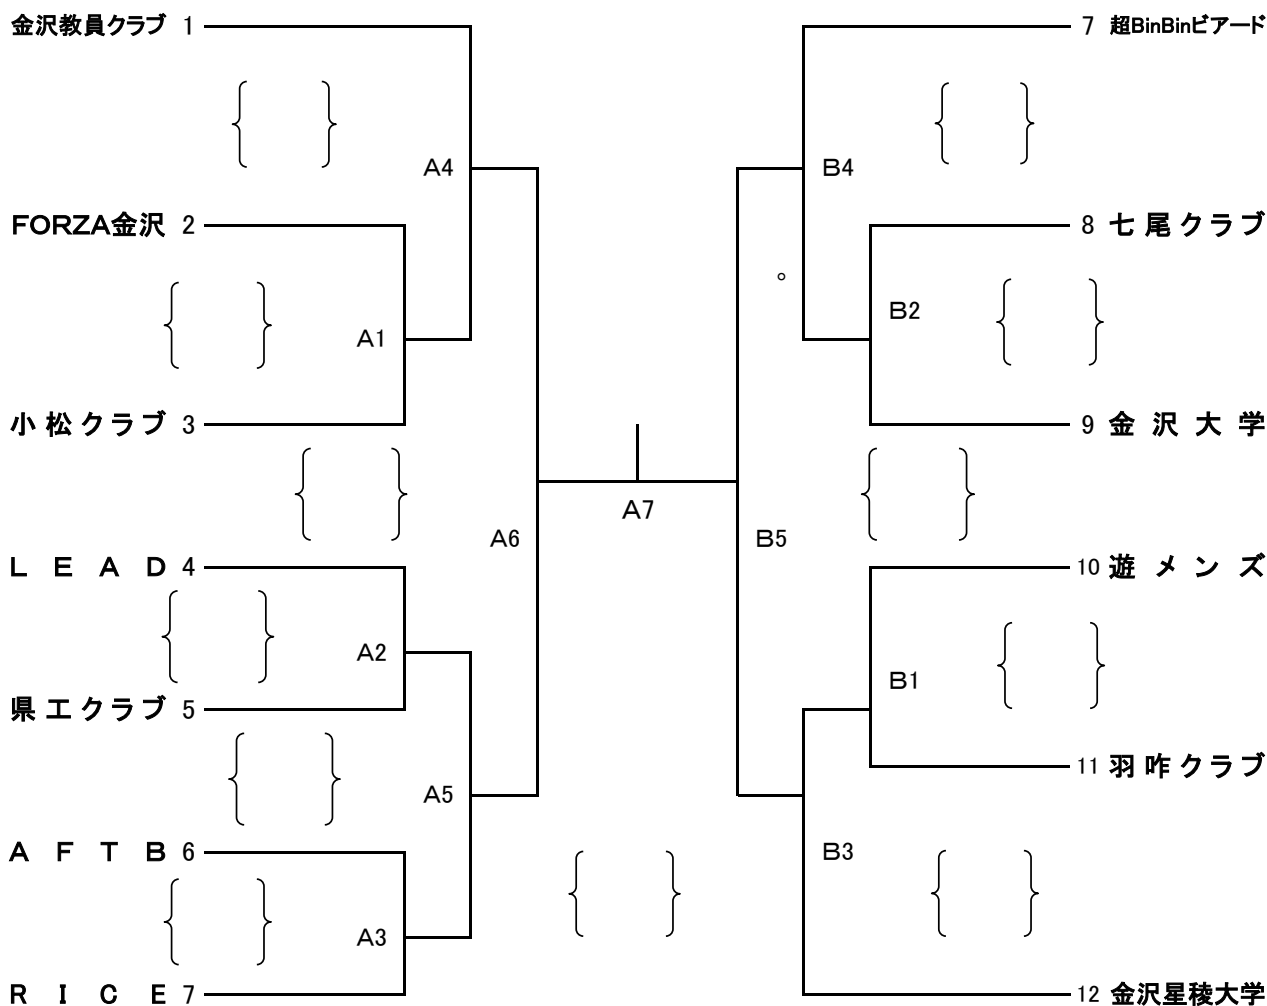 金沢教員クラブ 1
A4
FORZA金沢 2
A1
小松クラブ 3
A6
LEAD 4
A2
県工クラブ 5
A5
AFTB 6
A3
RICE 7
A7
7 超BinBinビアード
B4
8 七尾クラブ
B2
9 金沢大学
B5
10 遊メンズ
B1
11 羽咋クラブ
B3
12 金沢星稜大学